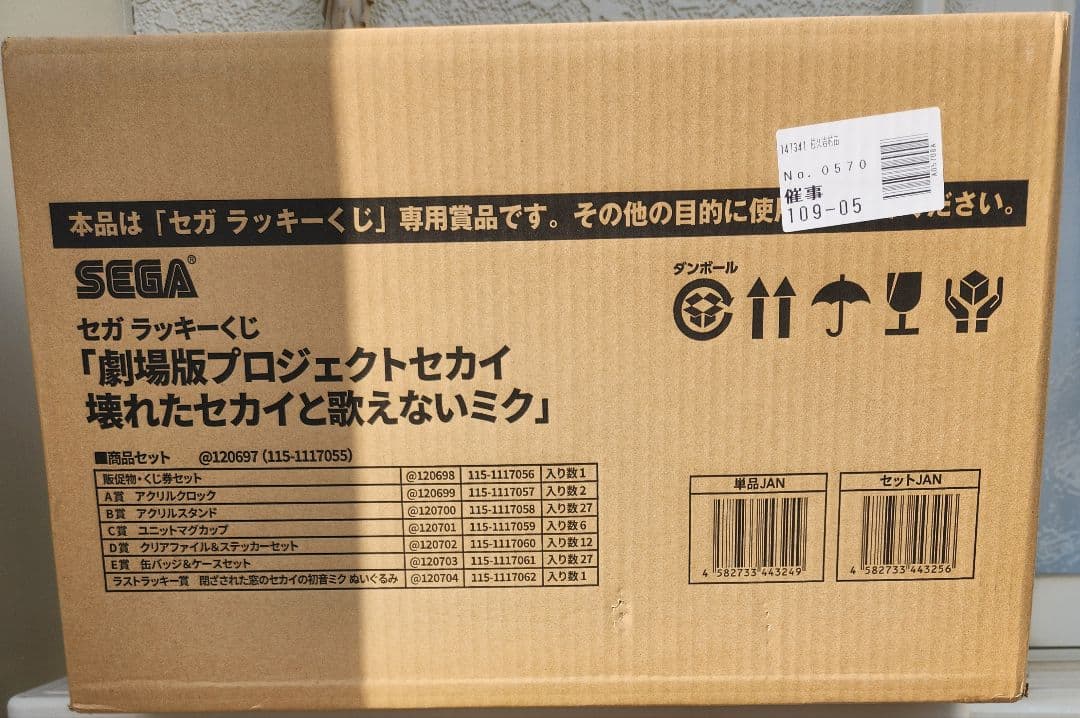 141341
No. 0570
催事
109-05
A057084
本品は「セガ ラッキーくじ」専用賞品です。その他の目的に使 ください。
SEGA®
ダンボール
セガ ラッキーくじ
「劇場版プロジェクトセカイ
壊れたセカイと歌えないミク」
■商品セット @120697 (115-1117055)
販促物・くじ券セット @120698 115-1117056 入り数1
A賞 アクリルクロック @120699 115-1117057 入り数2
B賞 アクリルスタンド @120700 115-1117058 入り数27
C賞 ユニットマグカップ @120701 115-1117059 入り数6
D賞 クリアファイル&ステッカーセット @120702 115-1117060 入り数12
E賞 缶バッジ&ケースセット @120703 115-1117061 入り数27
ラストラッキー賞 閉ざされた窓のセカイの初音ミク ぬいぐるみ @120704 115-1117062 入り数1
単品JAN
4 582733 443249
セットJAN
4 582733 443256